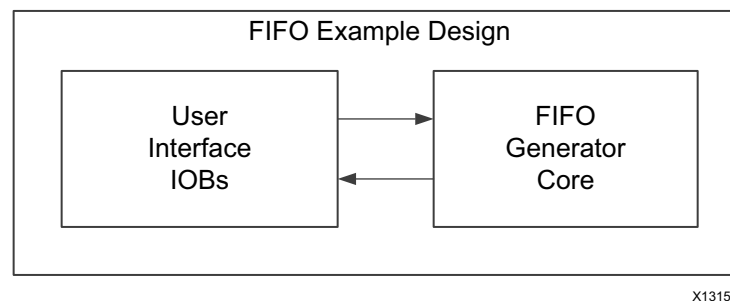 FIFO Example Design
User
Interface
IOBs
FIFO
Generator
Core
X1315